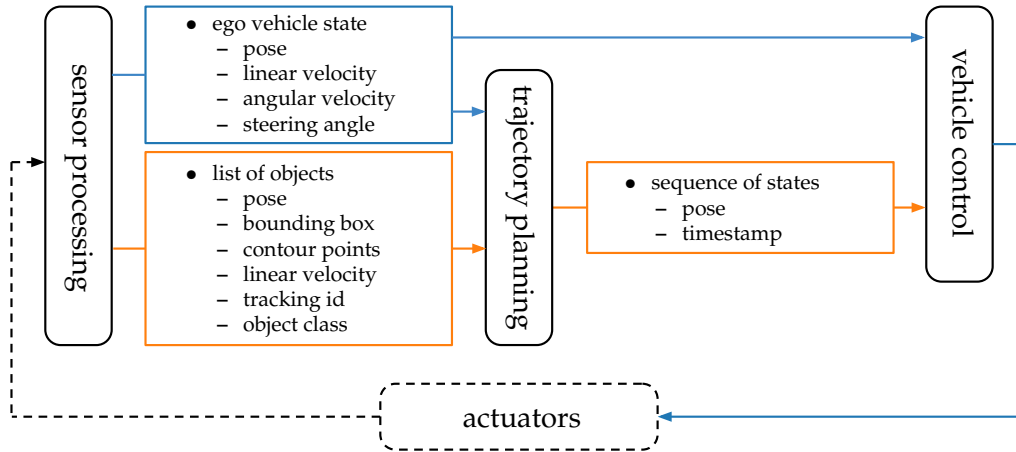 sensor processing
● ego vehicle state
– pose
– linear velocity
– angular velocity
– steering angle
● list of objects
– pose
– bounding box
– contour points
– linear velocity
– tracking id
– object class
trajectory planning
● sequence of states
– pose
– timestamp
vehicle control
actuators